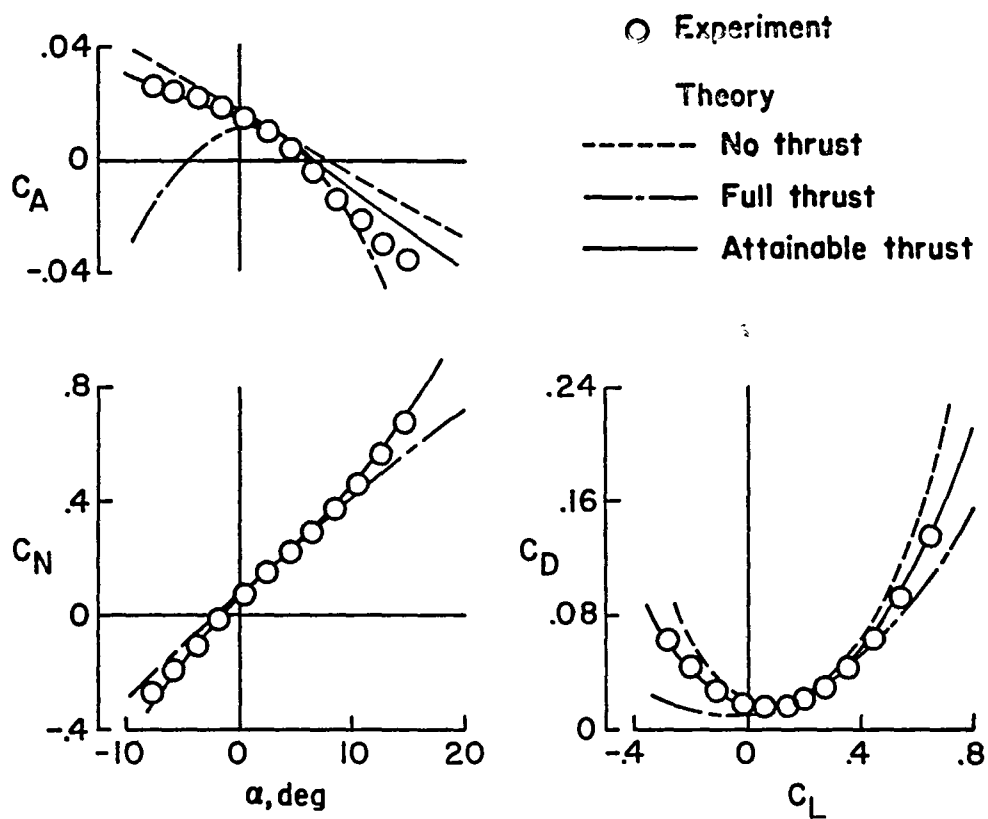 .04
0
C_A
-.04
Experiment
Theory
No thrust
Full thrust
Attainable thrust
.8
.4
C_N
0
-.4
-10 0 10 20
α, deg
.24
.16
C_D
.08
0
-.4 0 .4 .8
C_L